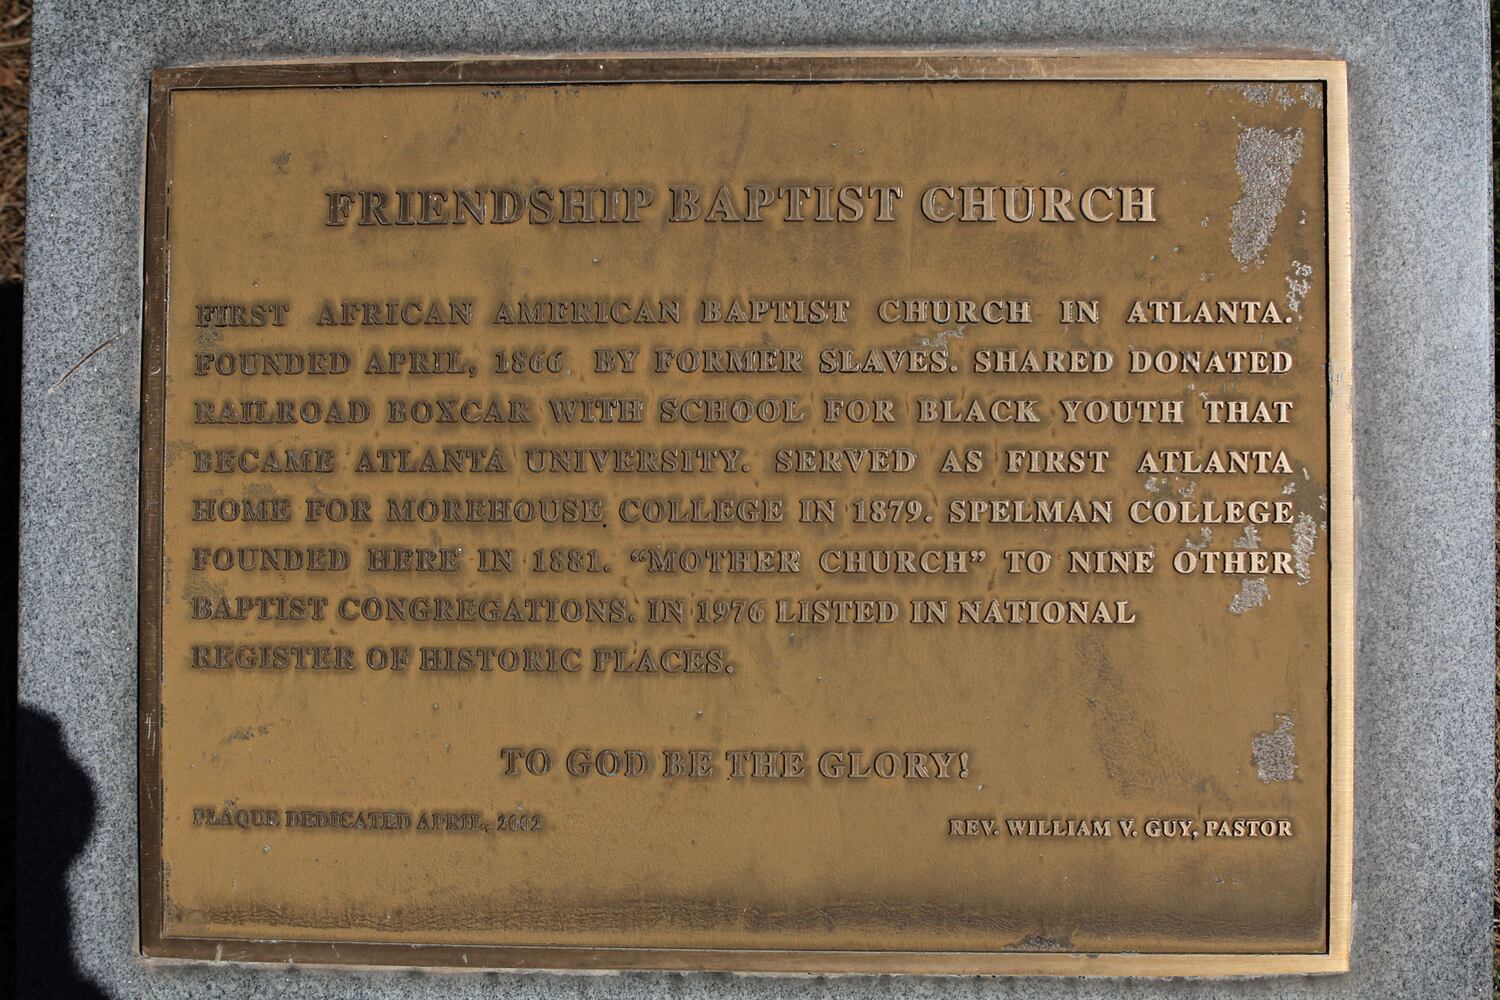 FRIENDSHIP BAPTIST CHURCH
FIRST AFRICAN AMERICAN BAPTIST CHURCH IN ATLANTA.
FOUNDED APRIL, 1866 BY FORMER SLAVES. SHARED DONATED
RAILROAD BOXCAR WITH SCHOOL FOR BLACK YOUTH THAT
BECAME ATLANTA UNIVERSITY. SERVED AS FIRST ATLANTA
HOME FOR MOREHOUSE COLLEGE IN 1879. SPELMAN COLLEGE
FOUNDED HERE IN 1881. “MOTHER CHURCH” TO NINE OTHER
BAPTIST CONGREGATIONS. IN 1976 LISTED IN NATIONAL
REGISTER OF HISTORIC PLACES.
TO GOD BE THE GLORY!
PLAQUE DEDICATED APRIL, 2002
REV. WILLIAM V. GUY, PASTOR